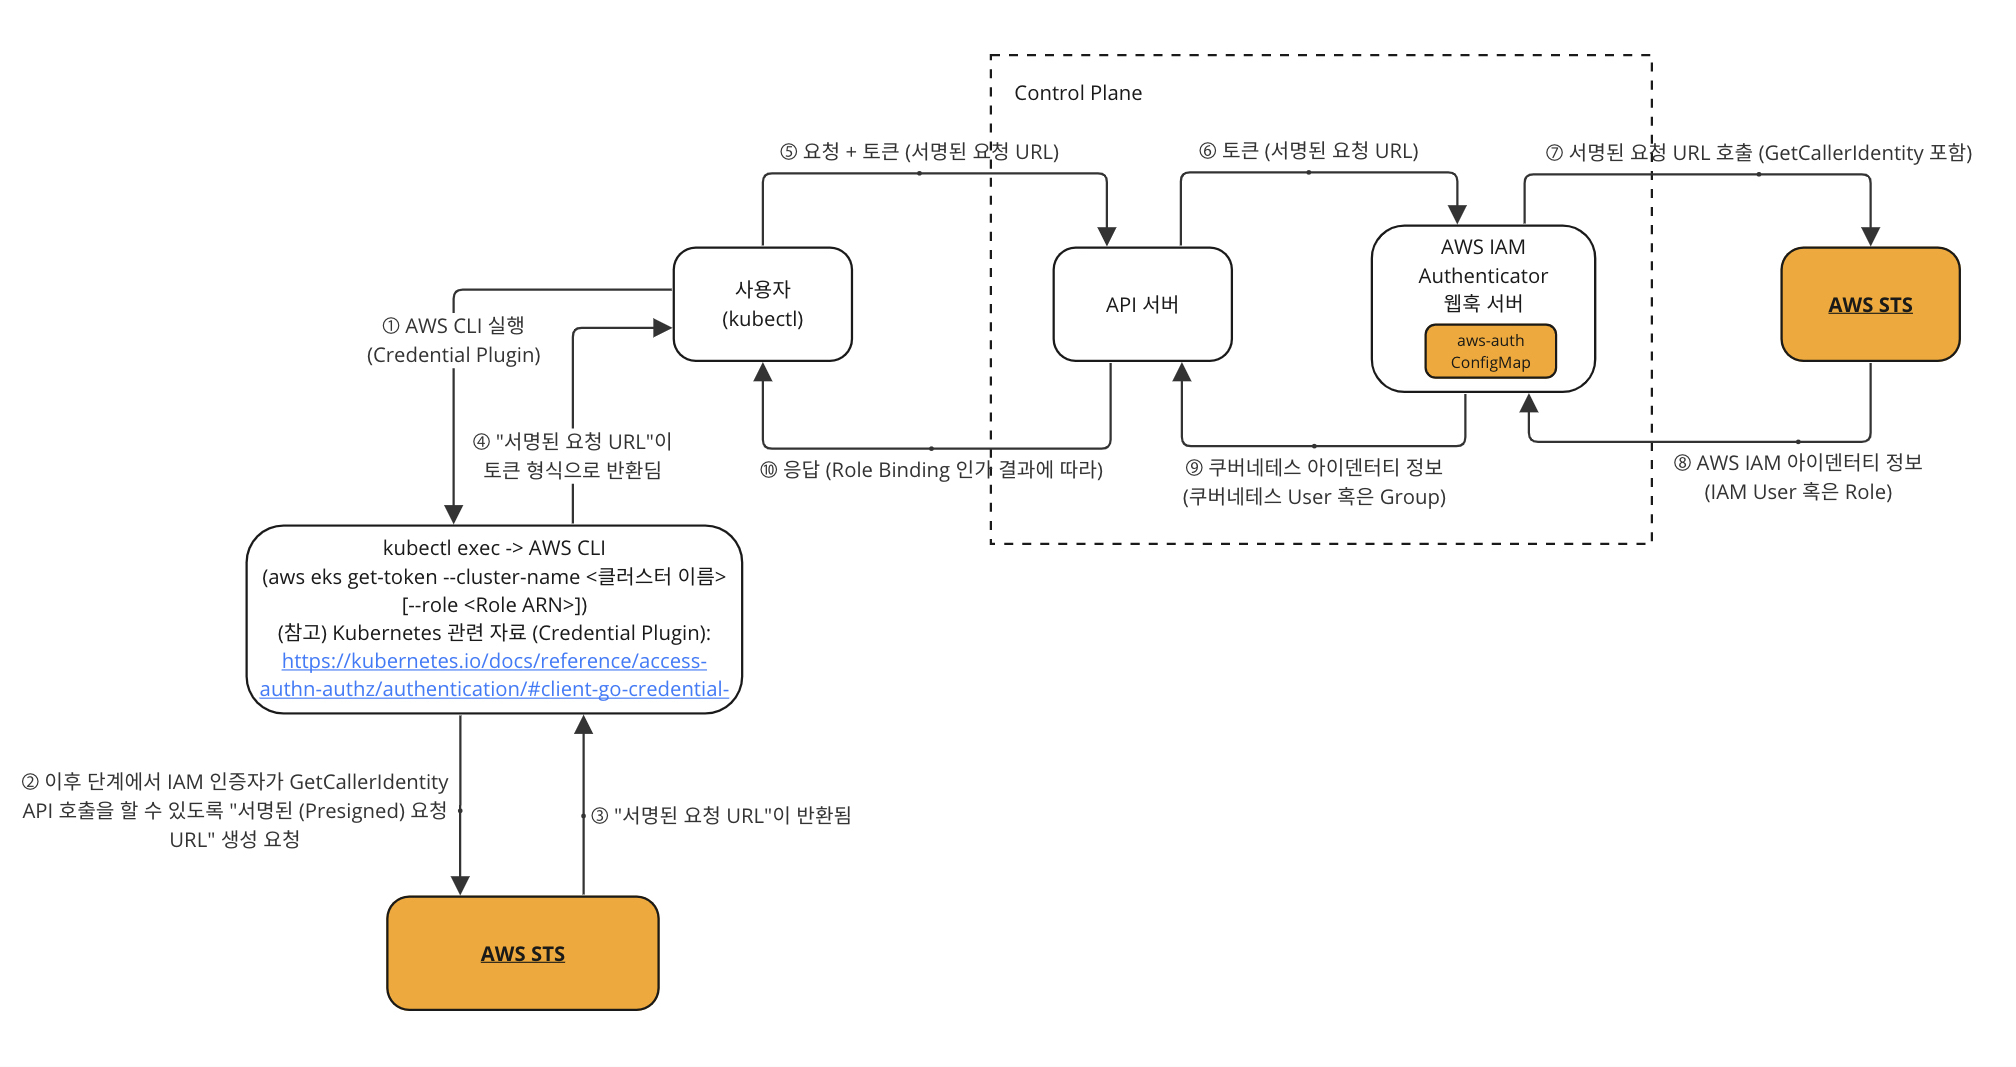 Control Plane
⑤ 요청 + 토큰 (서명된 요청 URL)
⑥ 토큰 (서명된 요청 URL)
⑦ 서명된 요청 URL 호출 (GetCallerIdentity 포함)
사용자
(kubectl)
API 서버
AWS IAM
Authenticator
웹훅 서버
aws-auth
ConfigMap
AWS STS
① AWS CLI 실행
(Credential Plugin)
④ "서명된 요청 URL"이
토큰 형식으로 반환됨
⑩ 응답 (Role Binding 인가 결과에 따라)
⑨ 쿠버네테스 아이덴터티 정보
(쿠버네테스 User 혹은 Group)
⑧ AWS IAM 아이덴터티 정보
(IAM User 혹은 Role)
kubectl exec -> AWS CLI
(aws eks get-token --cluster-name <클러스터 이름>
[--role <Role ARN>])
(참고) Kubernetes 관련 자료 (Credential Plugin):
https://kubernetes.io/docs/reference/access-
authn-authz/authentication/#client-go-credential-
② 이후 단계에서 IAM 인증자가 GetCallerIdentity
API 호출을 할 수 있도록 "서명된 (Presigned) 요청
URL" 생성 요청
③ "서명된 요청 URL"이 반환됨
AWS STS